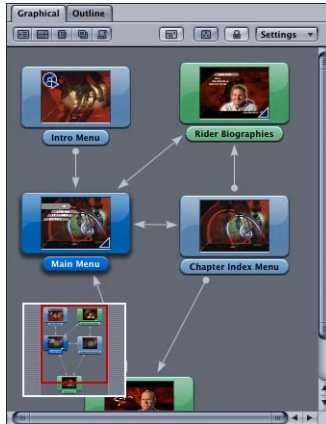 Graphical Outline
Settings
Intro Menu
Rider Biographies
Main Menu
Chapter Index Menu